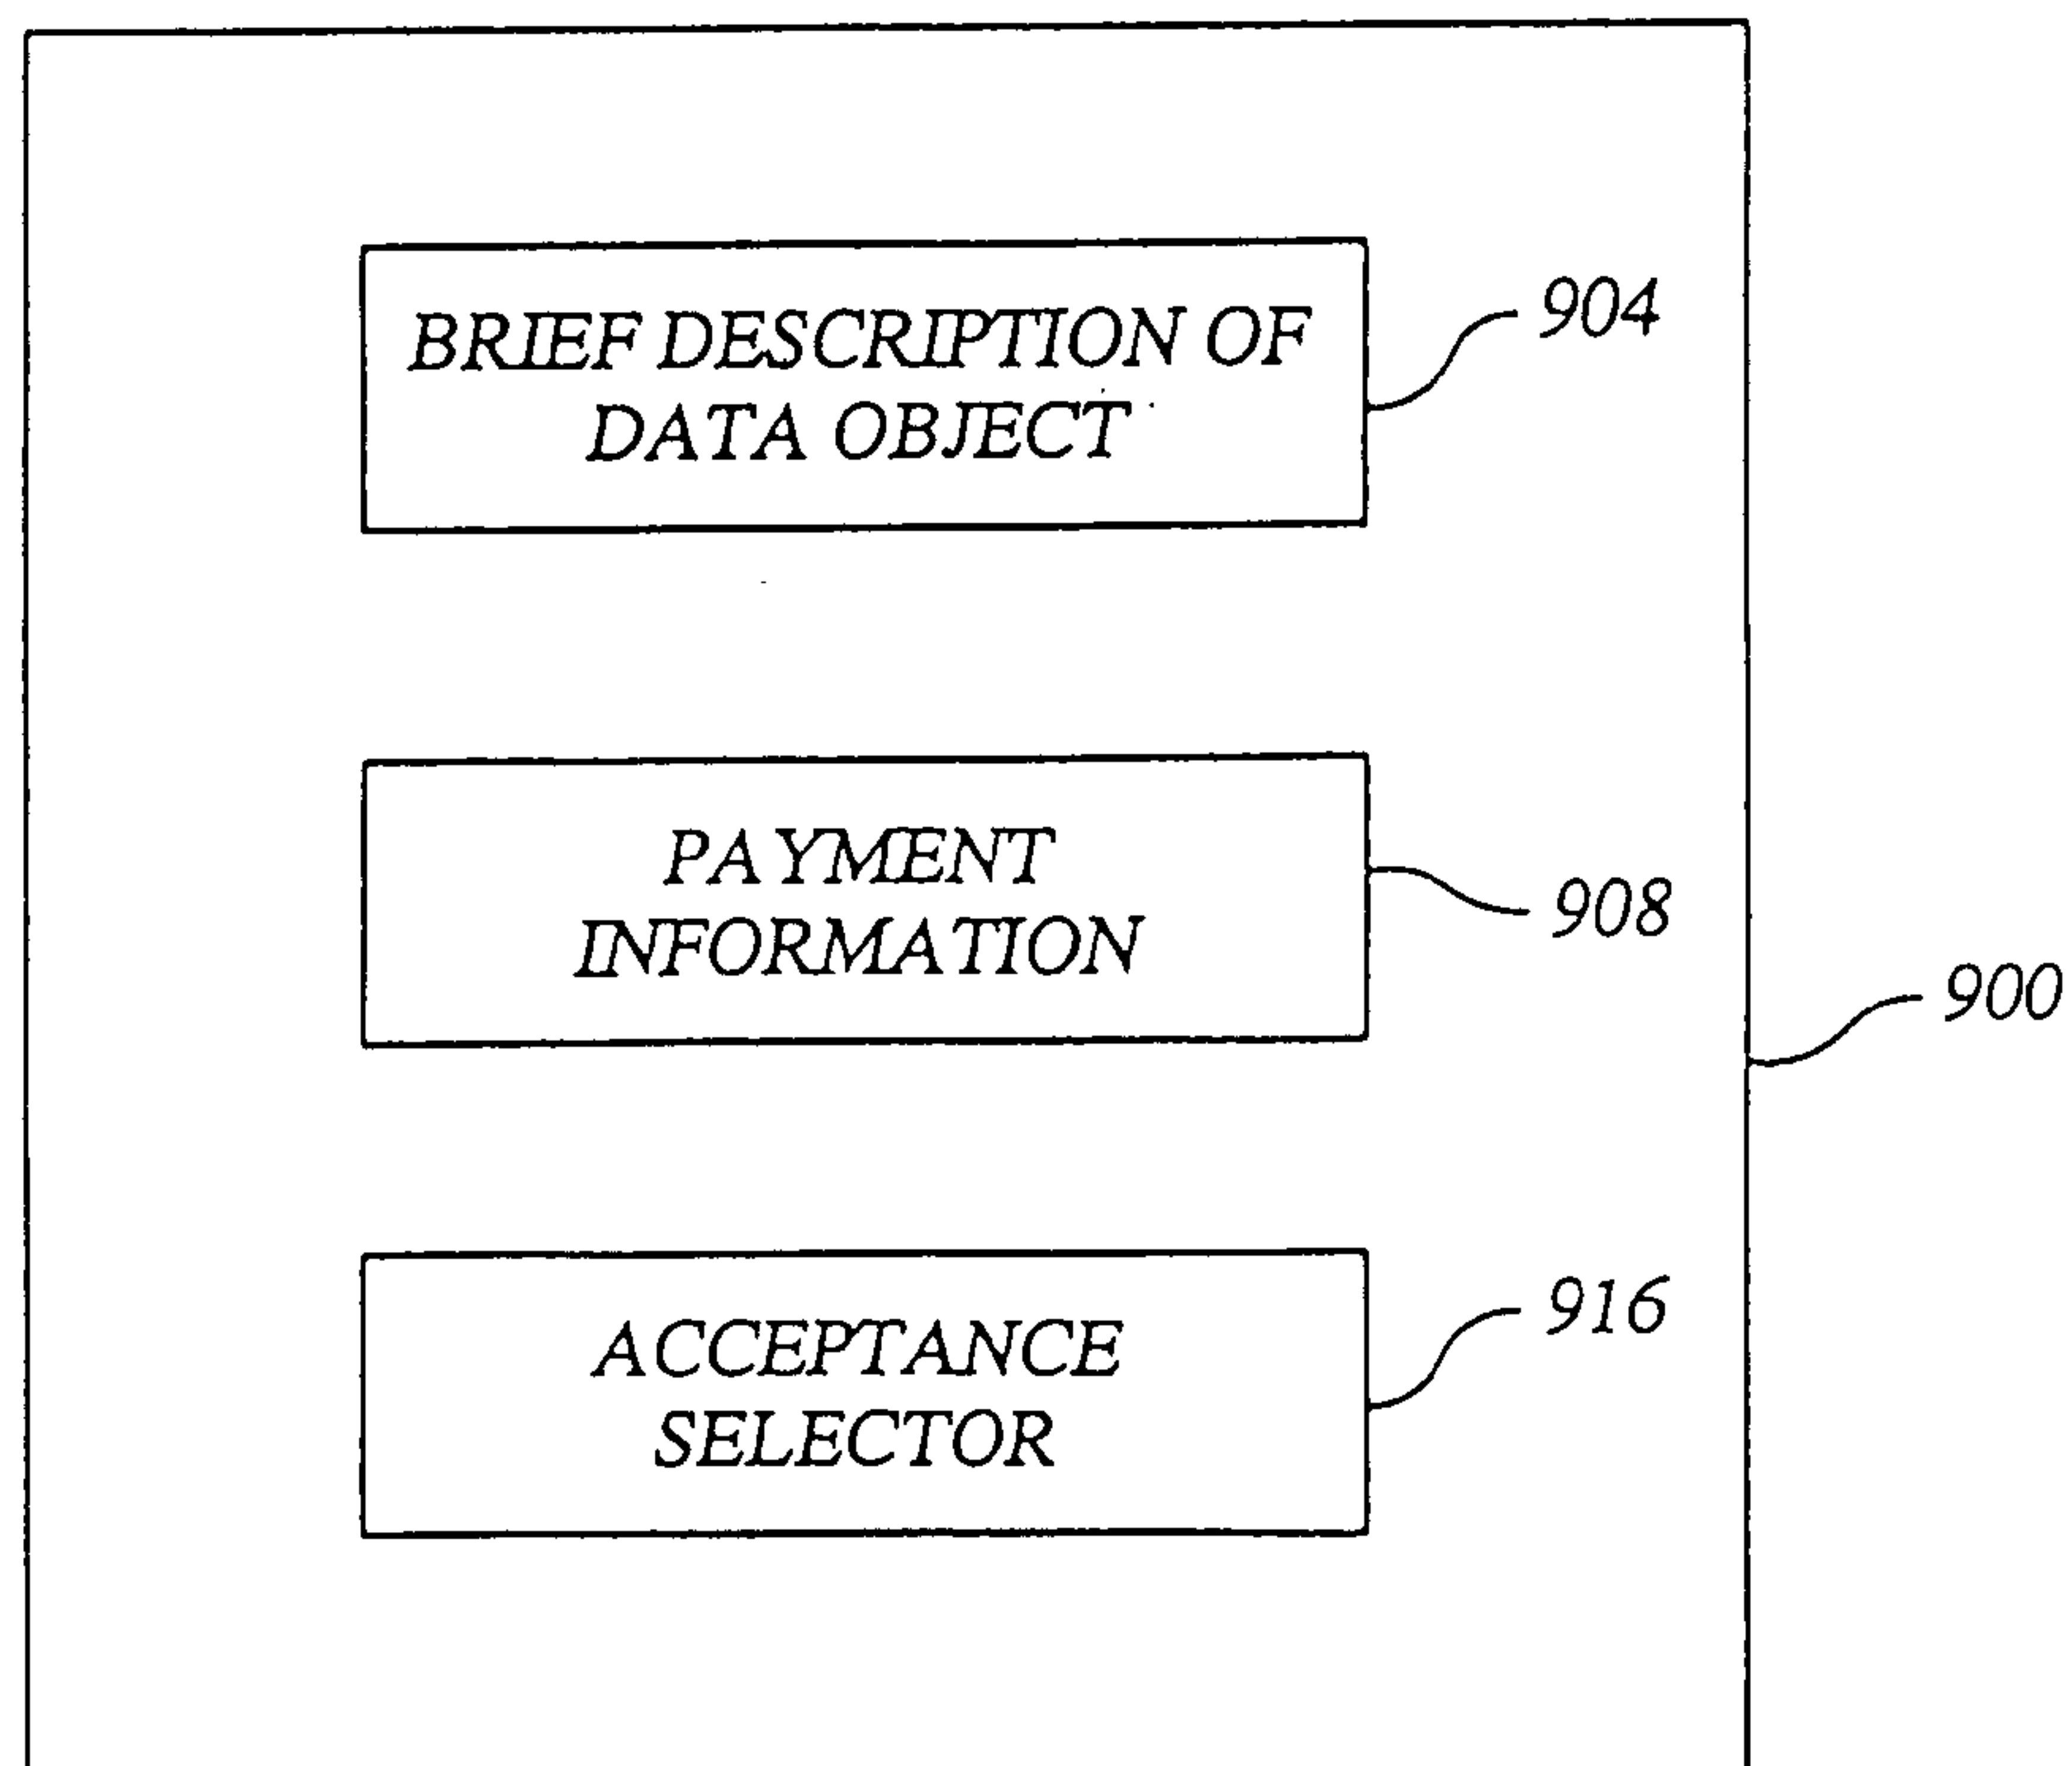 BRIEF DESCRIPTION OF
DATA OBJECT
904
PAYMENT
INFORMATION
908
900
ACCEPTANCE
SELECTOR
916